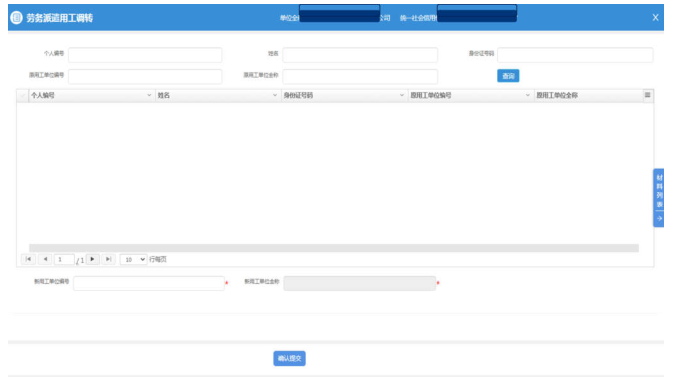 劳务派遣用工调转 单位全 公司 统一社会信用 X
个人编号 姓名 身份证号码
原用工单位编号 原用工单位全称 查询
个人编号 姓名 身份证号码 原用工单位编号 原用工单位全称
材料列表
1 / 1 10 行每页
新用工单位编号 * 新用工单位全称 *
确认提交